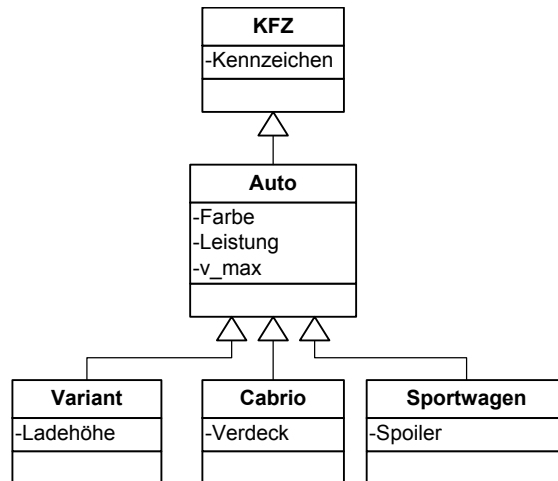 KFZ
-Kennzeichen
Auto
-Farbe
-Leistung
-v_max
Variant
-Ladehöhe
Cabrio
-Verdeck
Sportwagen
-Spoiler